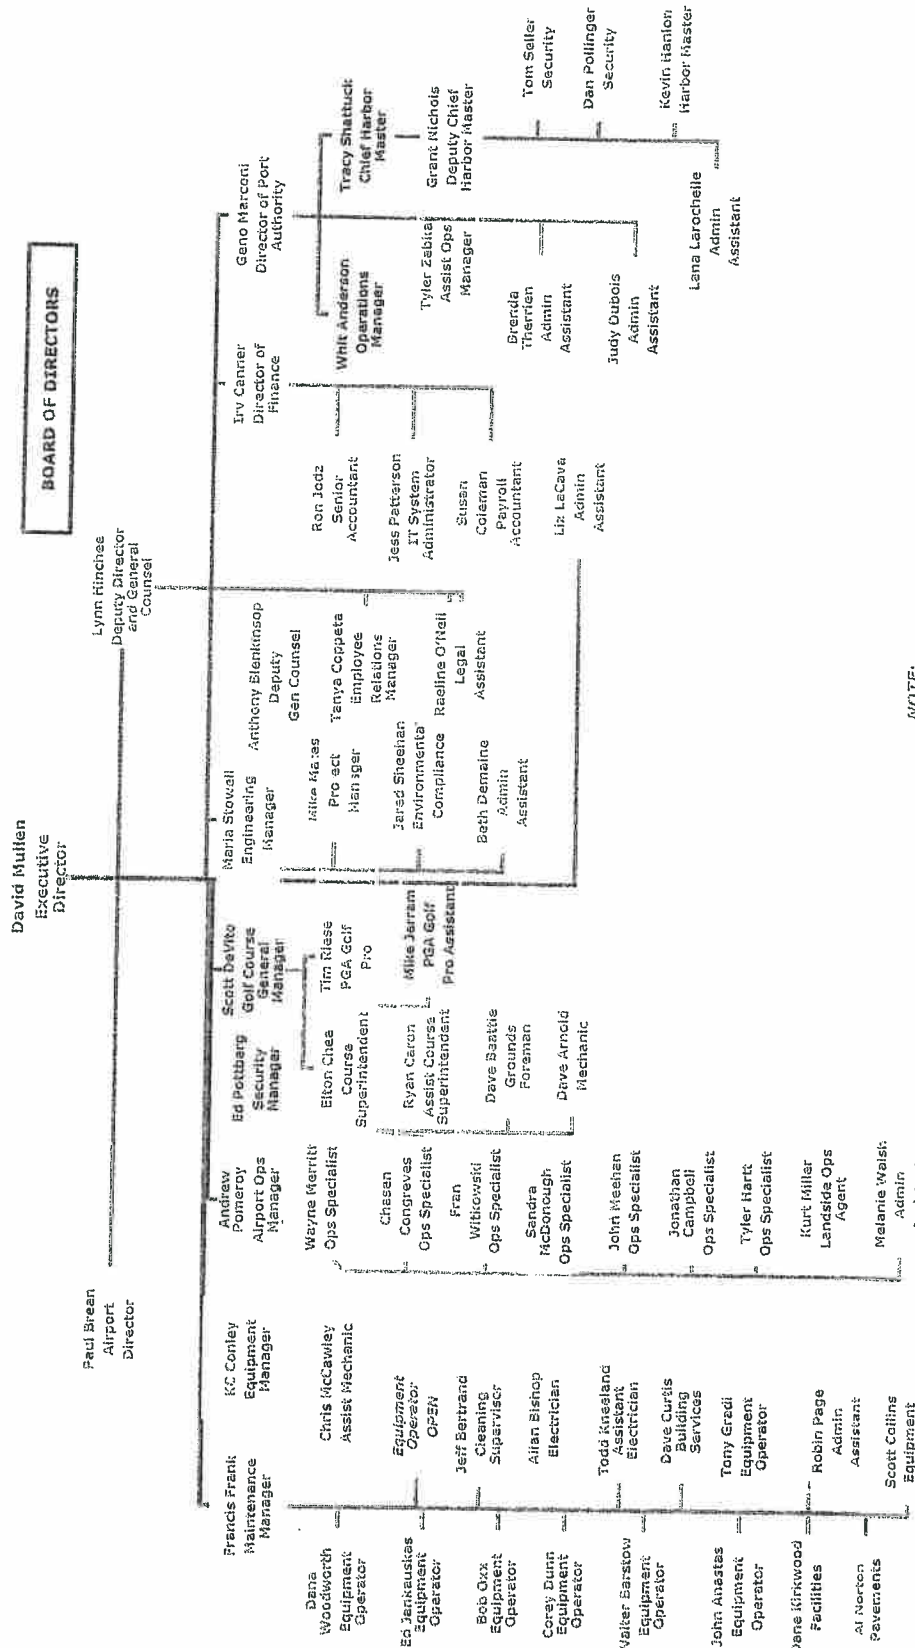 BOARD OF DIRECTORS
David Mullen
Executive
Director
Paul Brean
Airport
Director
Lynn Hinchee
Deputy Director
and General
Counsel
Francis Frank
Maintenance
Manager
KC Conley
Equipment
Manager
Andrew
Pomeroy
Airport Ops
Manager
Ed Pottbarg
Security
Manager
Scott DeVito
Golf Course
General
Manager
Maria Stowell
Engineering
Manager
Irv Canner
Director of
Finance
Geno Marconi
Director of Port
Authority
Dana
Woodworth
Equipment
Operator
Ed Jankauskas
Equipment
Operator
Bob Oxx
Equipment
Operator
Corey Dunn
Equipment
Operator
Walter Barstow
Equipment
Operator
John Anastas
Equipment
Operator
Dane Kirkwood
Facilities
Al Norton
Pavements
Chris McCawley
Assist Mechanic
Equipment
Operator
OPEN
Jeff Bertrand
Cleaning
Supervisor
Allan Bishop
Electrician
Todd Kneeland
Assistant
Electrician
Dave Curtis
Building
Services
Tony Gradi
Equipment
Operator
Robin Page
Admin
Assistant
Scott Collins
Equipment
Wayne Merritt
Ops Specialist
Chasan
Congreves
Ops Specialist
Fran
Witkowski
Ops Specialist
Sandra
McDonough
Ops Specialist
John Meehan
Ops Specialist
Jonathan
Campbell
Ops Specialist
Tyler Hartt
Ops Specialist
Kurt Miller
Landside Ops
Agent
Melanie Walsh
Admin
Elton Chea
Course
Superintendent
Ryan Caron
Assist Course
Superintendent
Dave Beattie
Grounds
Foreman
Dave Arnold
Mechanic
Tim Riese
PGA Golf
Pro
Mike Jarram
PGA Golf
Pro Assistant
Mike Mates
Project
Manager
Jared Sheehan
Environmental
Compliance
Beth Demaine
Admin
Assistant
Anthony Blenkinsop
Deputy
Gen Counsel
Tanya Coppeta
Employee
Relations
Manager
Raeline O'Neil
Legal
Assistant
Ron Jadz
Senior
Accountant
Jess Patterson
IT System
Administrator
Susan
Coleman
Payroll
Accountant
Liz LaCava
Admin
Assistant
Whit Anderson
Operations
Manager
Tyler Zabita
Assist Ops
Manager
Brenda
Therrien
Admin
Assistant
Judy Dubois
Admin
Assistant
Tracy Shattuck
Chief Harbor
Master
Grant Nichols
Deputy Chief
Harbor Master
Tom Seller
Security
Dan Pollinger
Security
Kevin Hanlon
Harbor Master
Lana Larochelle
Admin
Assistant
NOTE: